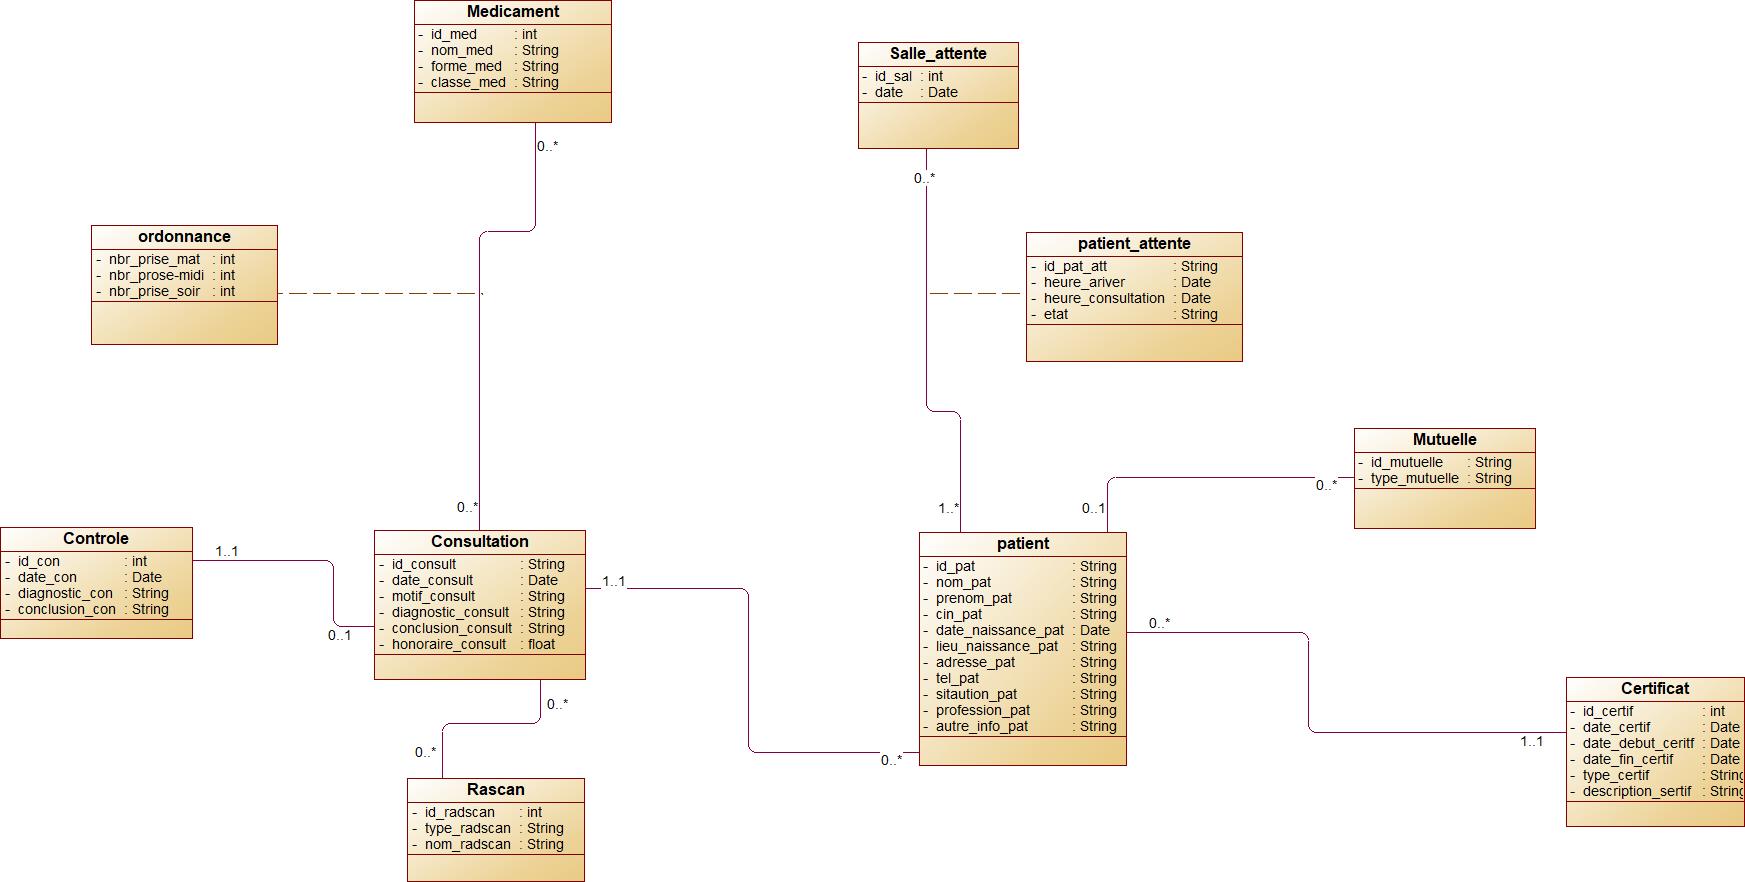 Medicament
- id_med : int
- nom_med : String
- forme_med : String
- classe_med : String
0..*
Salle_attente
- id_sal : int
- date : Date
0..*
ordonnance
- nbr_prise_mat : int
- nbr_prose-midi : int
- nbr_prise_soir : int
patient_attente
- id_pat_att : String
- heure_ariver : Date
- heure_consultation : Date
- etat : String
Mutuelle
- id_mutuelle : String
- type_mutuelle : String
0..*
0..*
1..*
0..1
Controle
- id_con : int
- date_con : Date
- diagnostic_con : String
- conclusion_con : String
1..1
0..1
Consultation
- id_consult : String
- date_consult : Date
- motif_consult : String
- diagnostic_consult : String
- conclusion_consult : String
- honoraire_consult : float
1..1
0..*
patient
- id_pat : String
- nom_pat : String
- prenom_pat : String
- cin_pat : String
- date_naissance_pat : Date
- lieu_naissance_pat : String
- adresse_pat : String
- tel_pat : String
- sitaution_pat : String
- profession_pat : String
- autre_info_pat : String
0..*
0..*
0..*
1..1
Certificat
- id_certif : int
- date_certif : Date
- date_debut_ceritf : Date
- date_fin_certif : Date
- type_certif : String
- description_sertif : String
Rascan
- id_radscan : int
- type_radscan : String
- nom_radscan : String